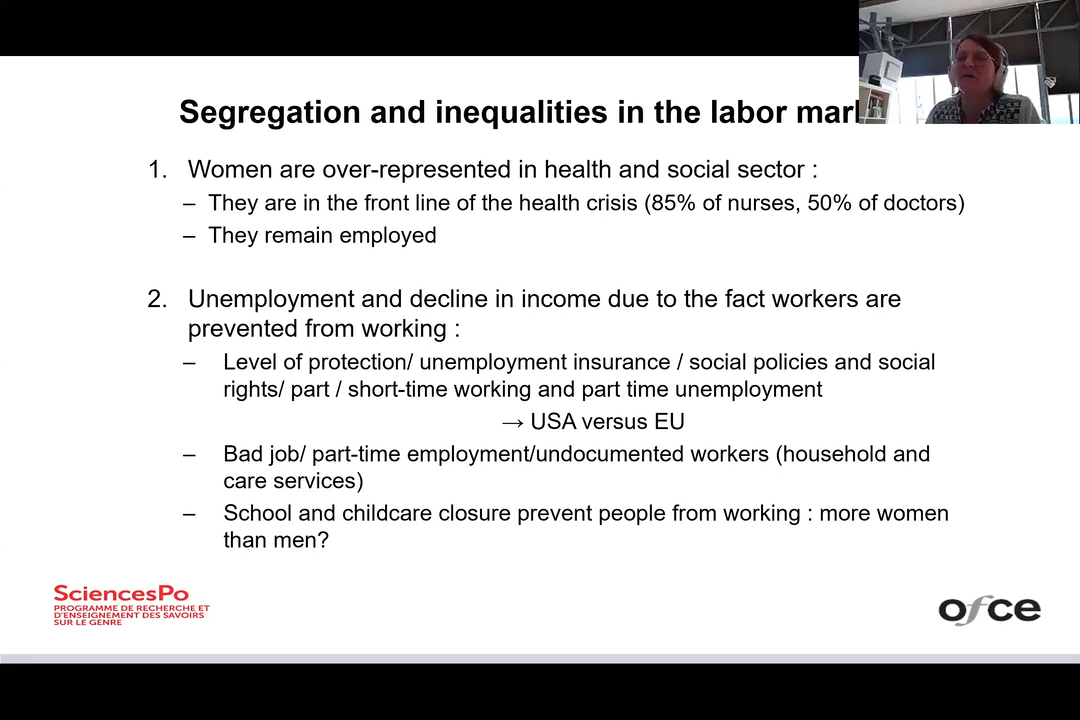 Segregation and inequalities in the labor
1. Women are over-represented in health and social sector :
– They are in the front line of the health crisis (85% of nurses, 50% of doctors)
– They remain employed
2. Unemployment and decline in income due to the fact workers are
prevented from working :
– Level of protection/ unemployment insurance / social policies and social
rights/ part / short-time working and part time unemployment
→ USA versus EU
– Bad job/ part-time employment/undocumented workers (household and
care services)
– School and childcare closure prevent people from working : more women
than men?
SciencesPo
PROGRAMME DE RECHERCHE ET
D'ENSEIGNEMENT DES SAVOIRS
SUR LE GENRE
ofce